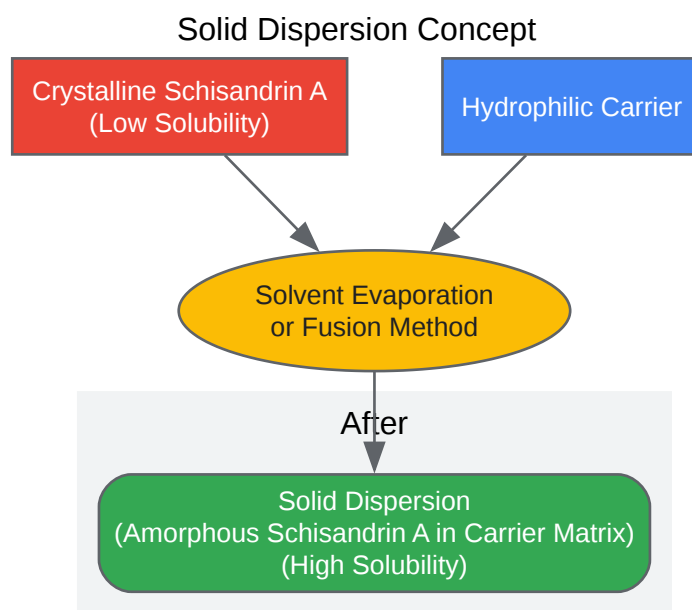 Solid Dispersion Concept
Crystalline Schisandrin A
(Low Solubility)
Hydrophilic Carrier
Solvent Evaporation
or Fusion Method
After
Solid Dispersion
(Amorphous Schisandrin A in Carrier Matrix)
(High Solubility)